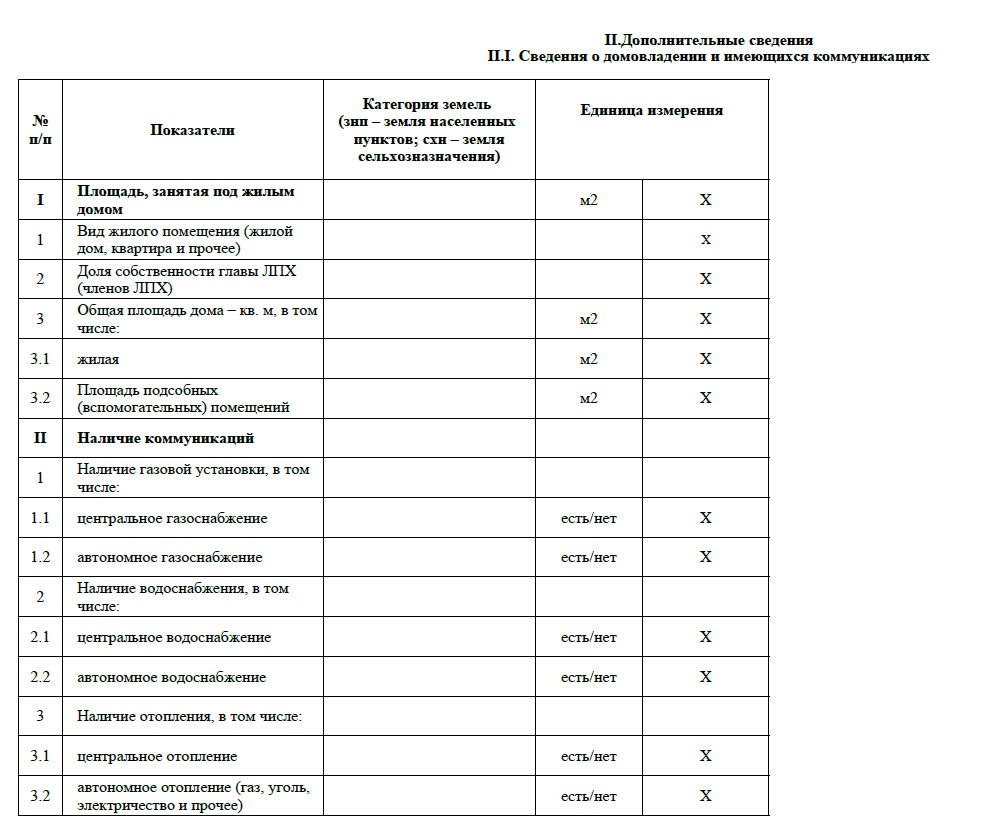 II.Дополнительные сведения
II.I. Сведения о домовладении и имеющихся коммуникациях
№
п/п
Показатели
Категория земель
(знп – земля населенных
пунктов; схн – земля
сельхозназначения)
Единица измерения
I
Площадь, занятая под жилым
домом
м2
Х
1
Вид жилого помещения (жилой
дом, квартира и прочее)
Х
2
Доля собственности главы ЛПХ
(членов ЛПХ)
Х
3
Общая площадь дома – кв. м, в том
числе:
м2
Х
3.1
жилая
м2
Х
3.2
Площадь подсобных
(вспомогательных) помещений
м2
Х
II
Наличие коммуникаций
1
Наличие газовой установки, в том
числе:
1.1
центральное газоснабжение
есть/нет
Х
1.2
автономное газоснабжение
есть/нет
Х
2
Наличие водоснабжения, в том
числе:
2.1
центральное водоснабжение
есть/нет
Х
2.2
автономное водоснабжение
есть/нет
Х
3
Наличие отопления, в том числе:
3.1
центральное отопление
есть/нет
Х
3.2
автономное отопление (газ, уголь,
электричество и прочее)
есть/нет
Х